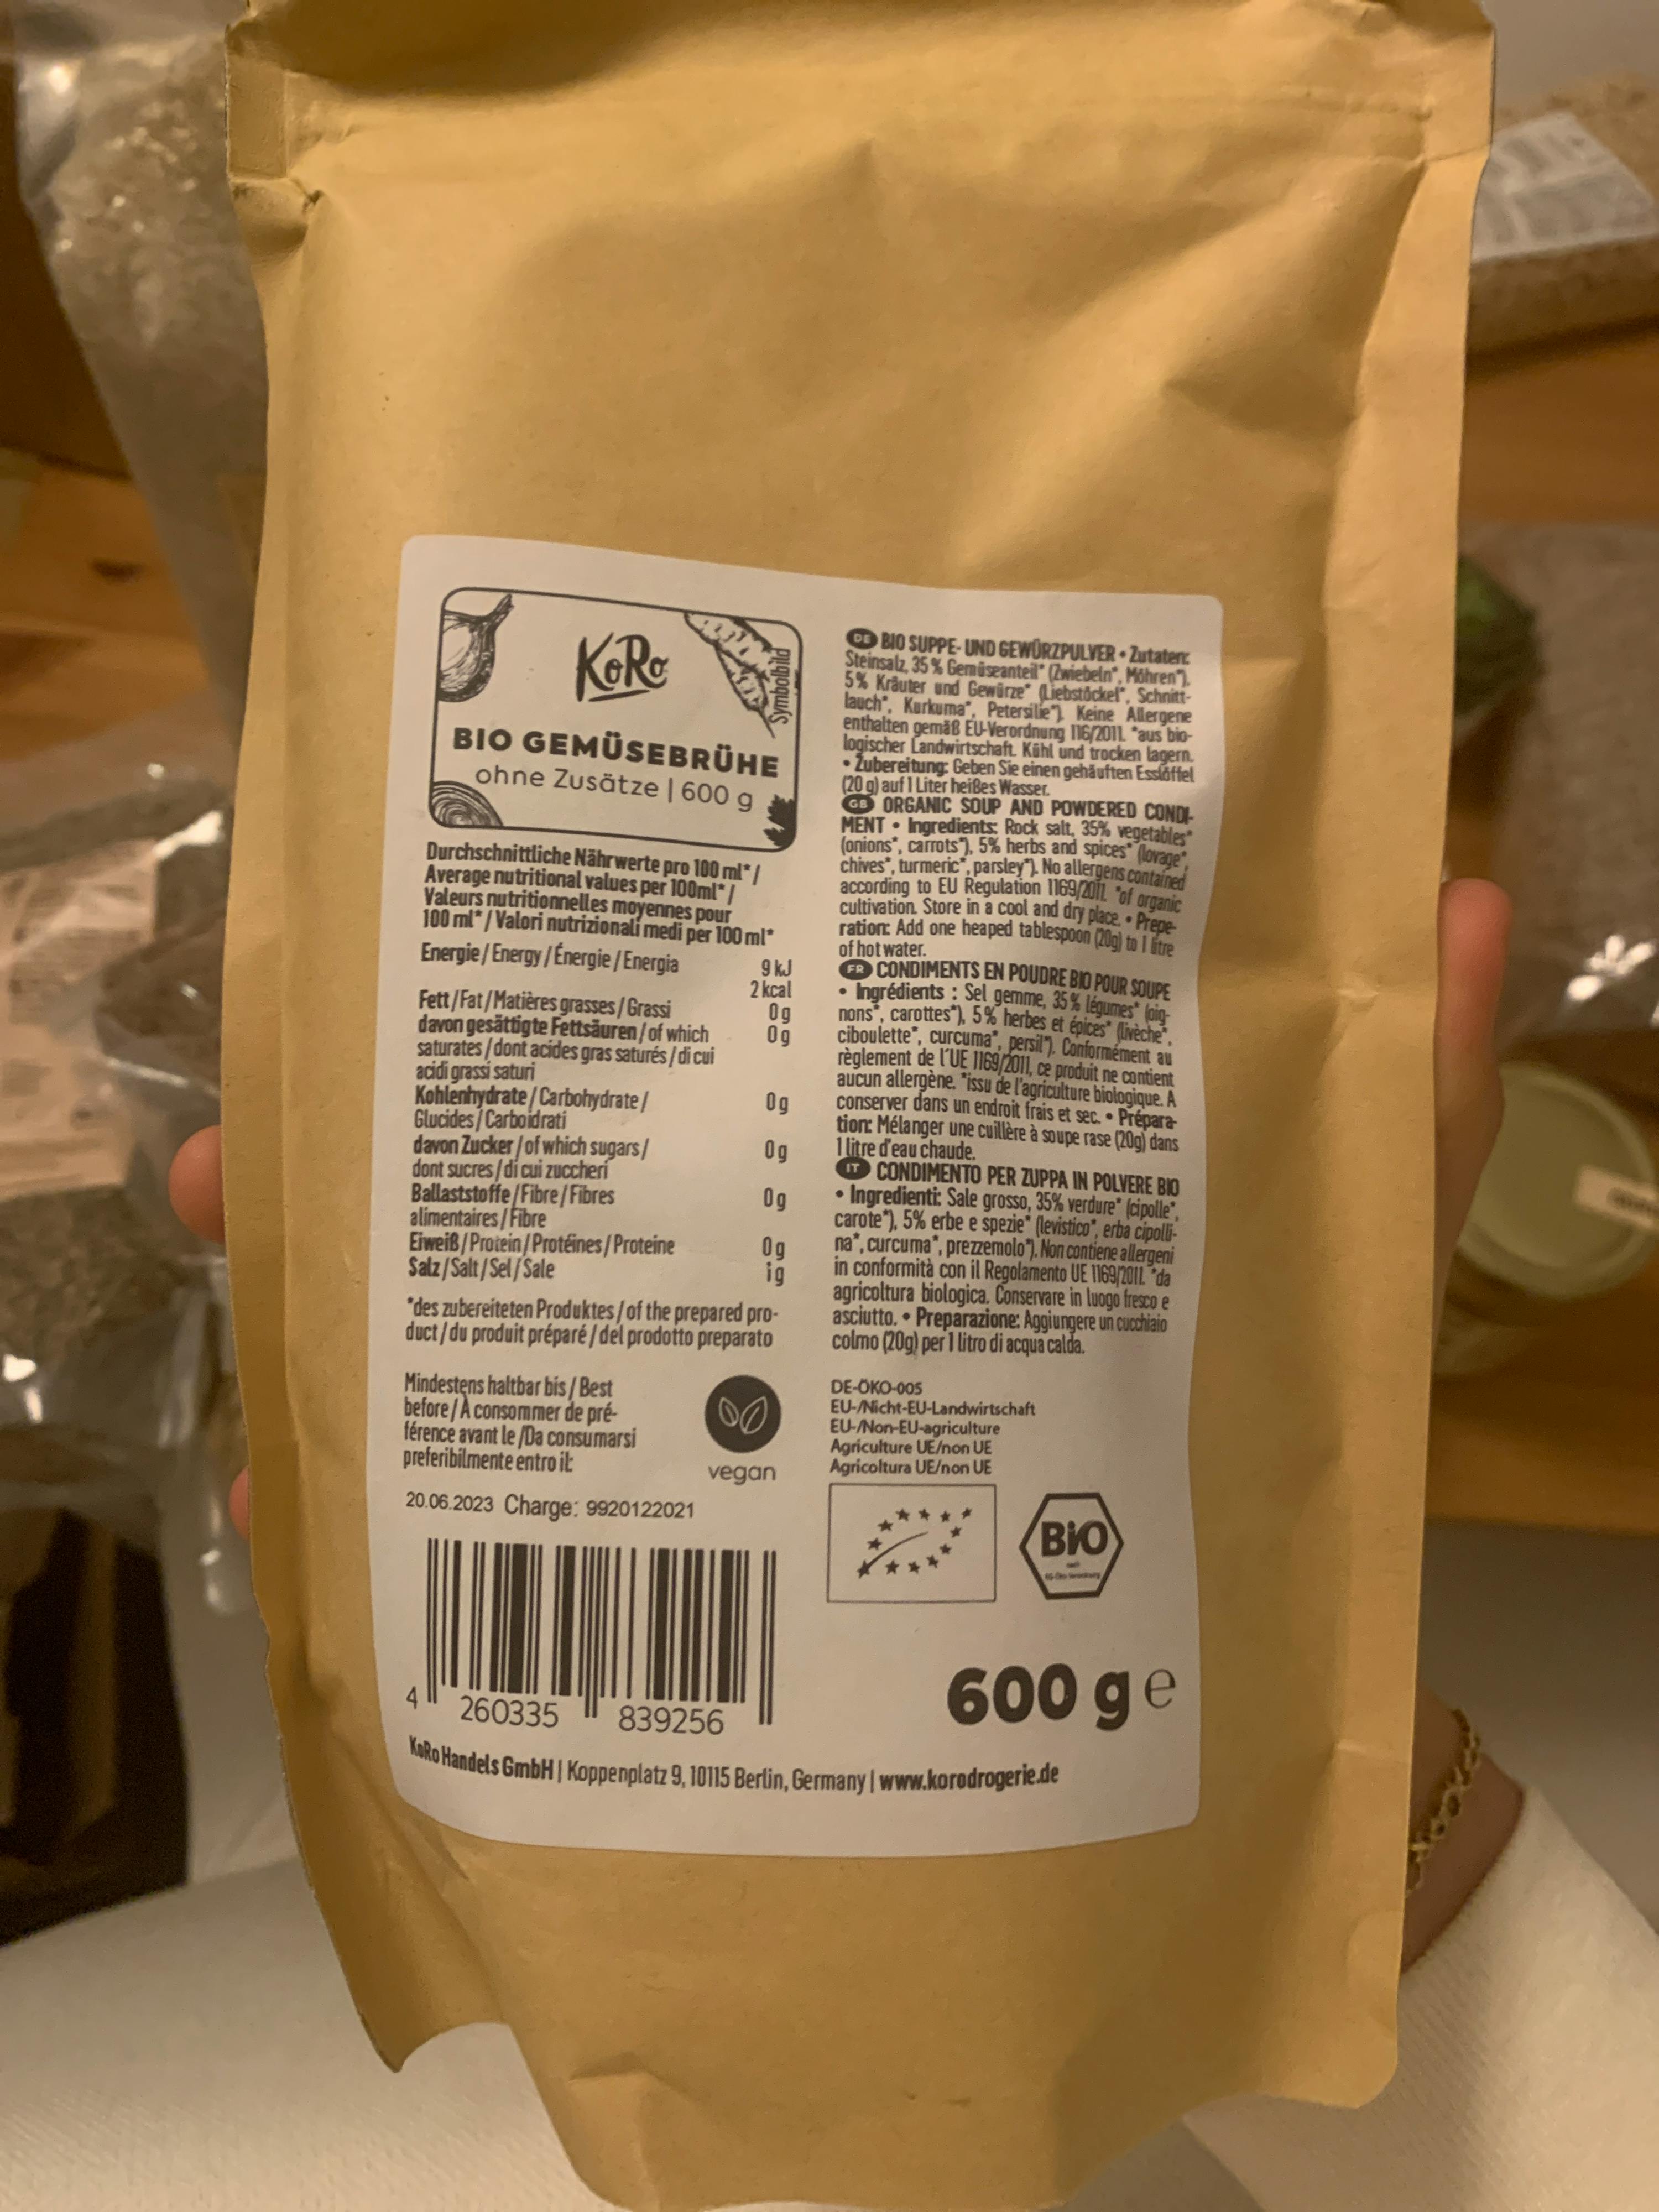 KoRo
Symbolbild
BIO GEMÜSEBRÜHE
ohne Zusätze | 600 g
Durchschnittliche Nährwerte pro 100 ml* /
Average nutritional values per 100ml* /
Valeurs nutritionnelles moyennes pour
100 ml* / Valori nutrizionali medi per 100 ml*
Energie / Energy / Énergie / Energia 9 kJ
2 kcal
Fett / Fat / Matières grasses / Grassi 0 g
davon gesättigte Fettsäuren / of which 0 g
saturates / dont acides gras saturés / di cui
acidi grassi saturi
Kohlenhydrate / Carbohydrate / 0 g
Glucides / Carboidrati
davon Zucker / of which sugars / 0 g
dont sucres / di cui zuccheri
Ballaststoffe / Fibre / Fibres 0 g
alimentaires / Fibre
Eiweiß / Protein / Protéines / Proteine 0 g
Salz / Salt / Sel / Sale 1 g
*des zubereiteten Produktes / of the prepared pro-
duct / du produit préparé / del prodotto preparato
Mindestens haltbar bis / Best
before / À consommer de pré-
férence avant le /Da consumarsi
preferibilmente entro il:
vegan
20.06.2023 Charge: 9920122021
4 260335 839256
KoRo Handels GmbH | Koppenplatz 9, 10115 Berlin, Germany | www.korodrogerie.de
DE BIO SUPPE- UND GEWÜRZPULVER • Zutaten:
Steinsalz, 35 % Gemüseanteil* (Zwiebeln*, Möhren*),
5% Kräuter und Gewürze* (Liebstöckel*, Schnitt-
lauch*, Kurkuma*, Petersilie*). Keine Allergene
enthalten gemäß EU-Verordnung 116/2011. *aus bio-
logischer Landwirtschaft. Kühl und trocken lagern.
• Zubereitung: Geben Sie einen gehäuften Esslöffel
(20 g) auf 1 Liter heißes Wasser.
GB ORGANIC SOUP AND POWDERED CONDI-
MENT • Ingredients: Rock salt, 35% vegetables*
(onions*, carrots*), 5% herbs and spices* (lovage*,
chives*, turmeric*, parsley*). No allergens contained
according to EU Regulation 1169/2011. *of organic
cultivation. Store in a cool and dry place. • Prepe-
ration: Add one heaped tablespoon (20g) to 1 litre
of hot water.
FR CONDIMENTS EN POUDRE BIO POUR SOUPE
• Ingrédients : Sel gemme, 35 % légumes* (oig-
nons*, carottes*), 5% herbes et épices* (livèche*,
ciboulette*, curcuma*, persil*). Conformément au
règlement de l'UE 1169/2011, ce produit ne contient
aucun allergène. *issu de l'agriculture biologique. A
conserver dans un endroit frais et sec. • Prépara-
tion: Mélanger une cuillère à soupe rase (20g) dans
1 litre d'eau chaude.
IT CONDIMENTO PER ZUPPA IN POLVERE BIO
• Ingredienti: Sale grosso, 35% verdure* (cipolle*,
carote*), 5% erbe e spezie* (levistico*, erba cipolli-
na*, curcuma*, prezzemolo*). Non contiene allergeni
in conformità con il Regolamento UE 1169/2011. *da
agricoltura biologica. Conservare in luogo fresco e
asciutto. • Preparazione: Aggiungere un cucchiaio
colmo (20g) per 1 litro di acqua calda.
DE-ÖKO-005
EU-/Nicht-EU-Landwirtschaft
EU-/Non-EU-agriculture
Agriculture UE/non UE
Agricoltura UE/non UE
BIO
nach
EG-Öko-Verordnung
600 g e